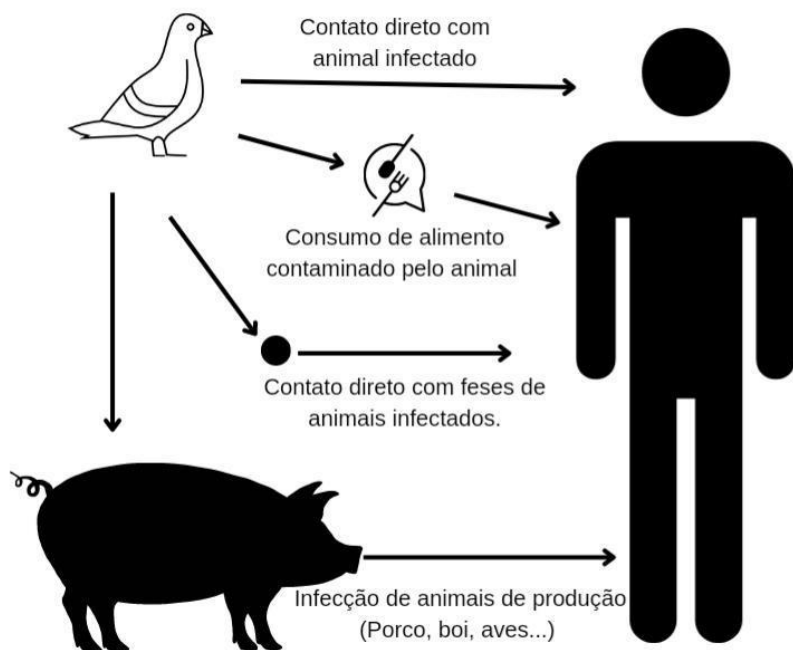 Contato direto com
animal infectado
Consumo de alimento
contaminado pelo animal
Contato direto com feses de
animais infectados.
Infecção de animais de produção
(Porco, boi, aves...)